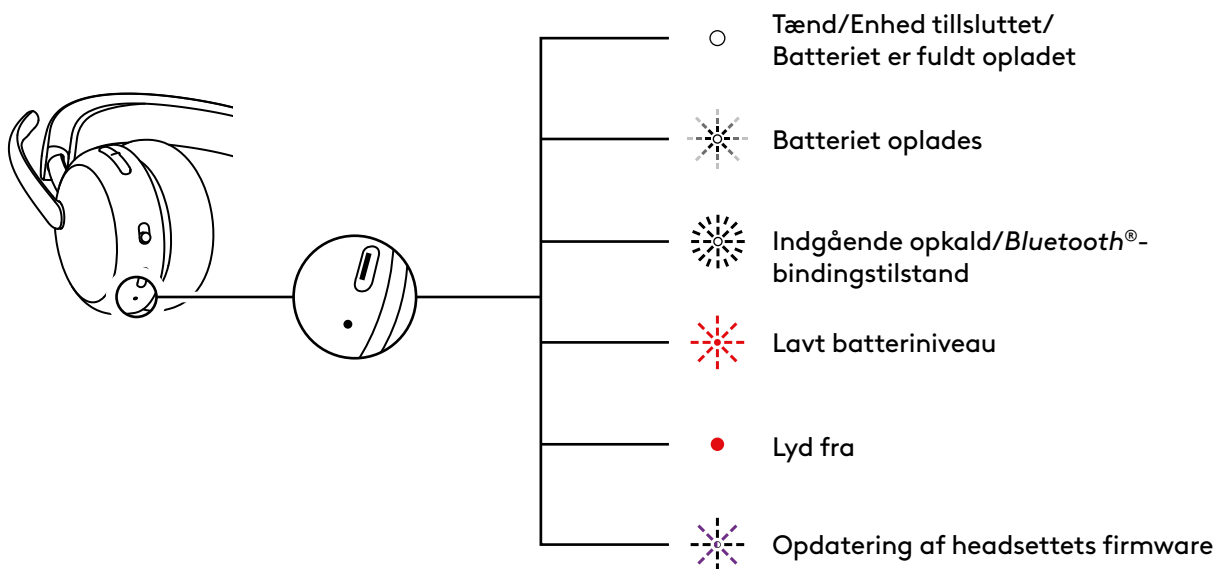 Tænd/Enhed tillsluttet/
Batteriet er fuldt opladet
Batteriet oplades
Indgående opkald/Bluetooth®-
bindingstilstand
Lavt batteriniveau
Lyd fra
Opdatering af headsettets firmware